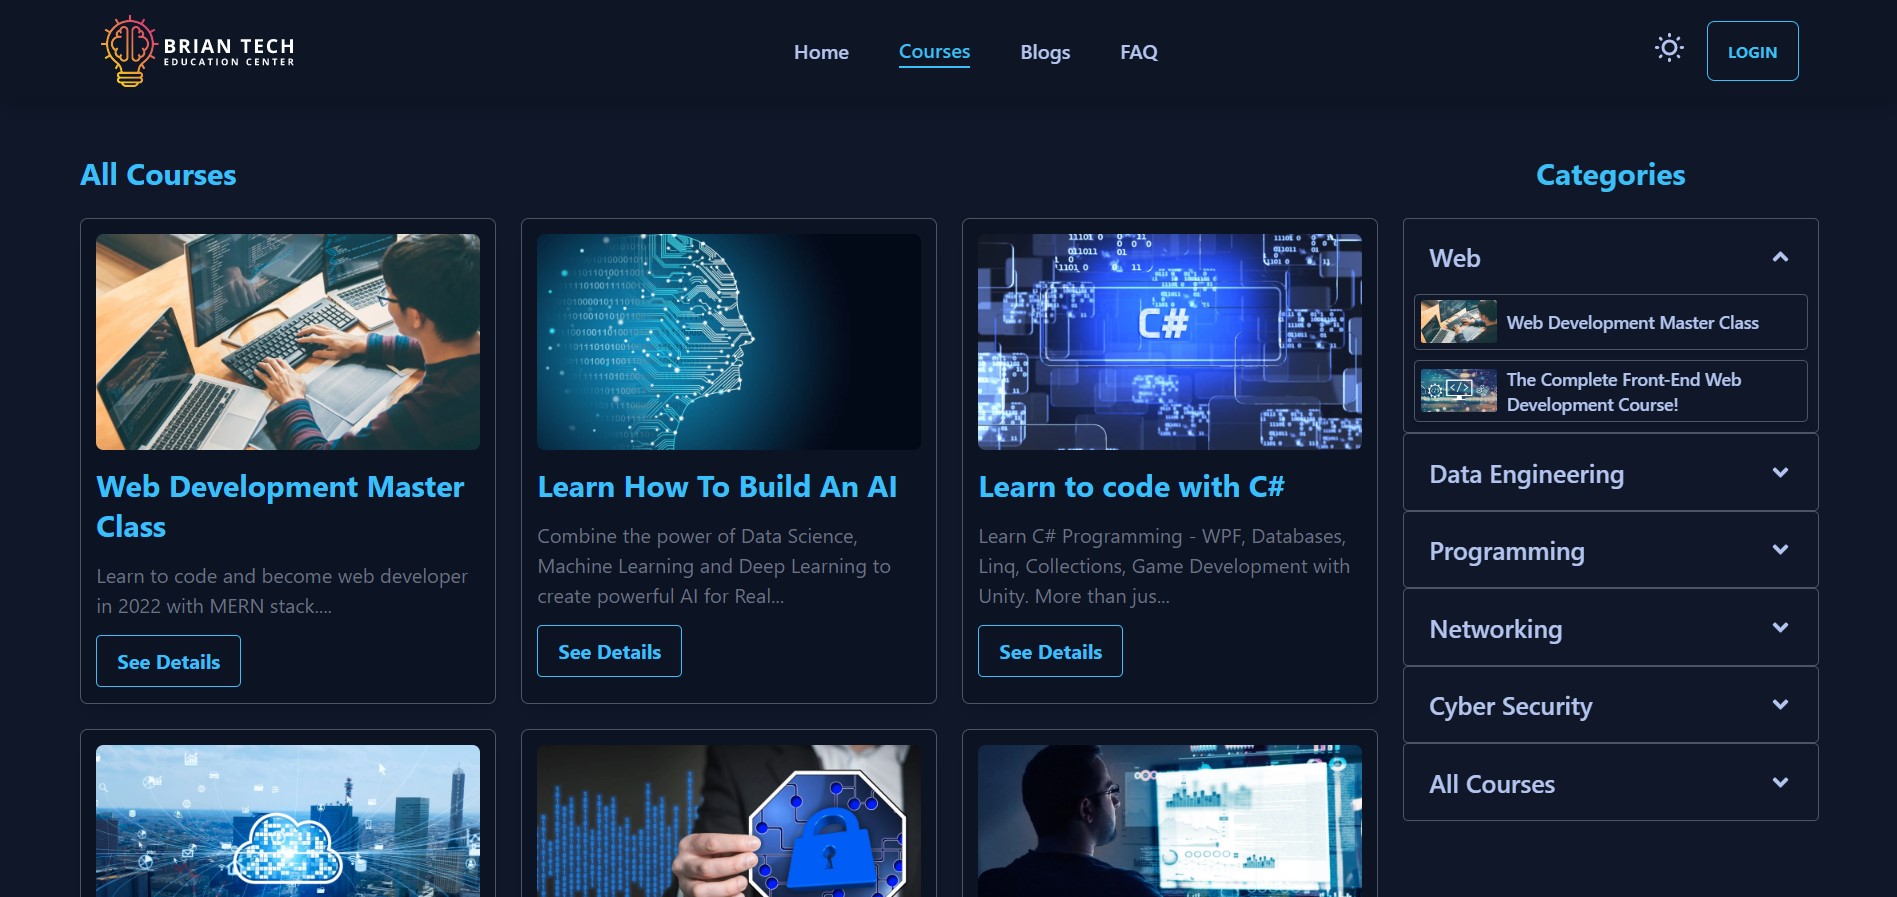 BRIAN TECH
EDUCATION CENTER
Home
Courses
Blogs
FAQ
LOGIN
All Courses
Categories
Web Development Master
Class
Learn to code and become web developer
in 2022 with MERN stack....
See Details
Learn How To Build An AI
Combine the power of Data Science,
Machine Learning and Deep Learning to
create powerful AI for Real...
See Details
C#
Learn to code with C#
Learn C# Programming - WPF, Databases,
Linq, Collections, Game Development with
Unity. More than jus...
See Details
Web
Web Development Master Class
The Complete Front-End Web
Development Course!
Data Engineering
Programming
Networking
Cyber Security
All Courses